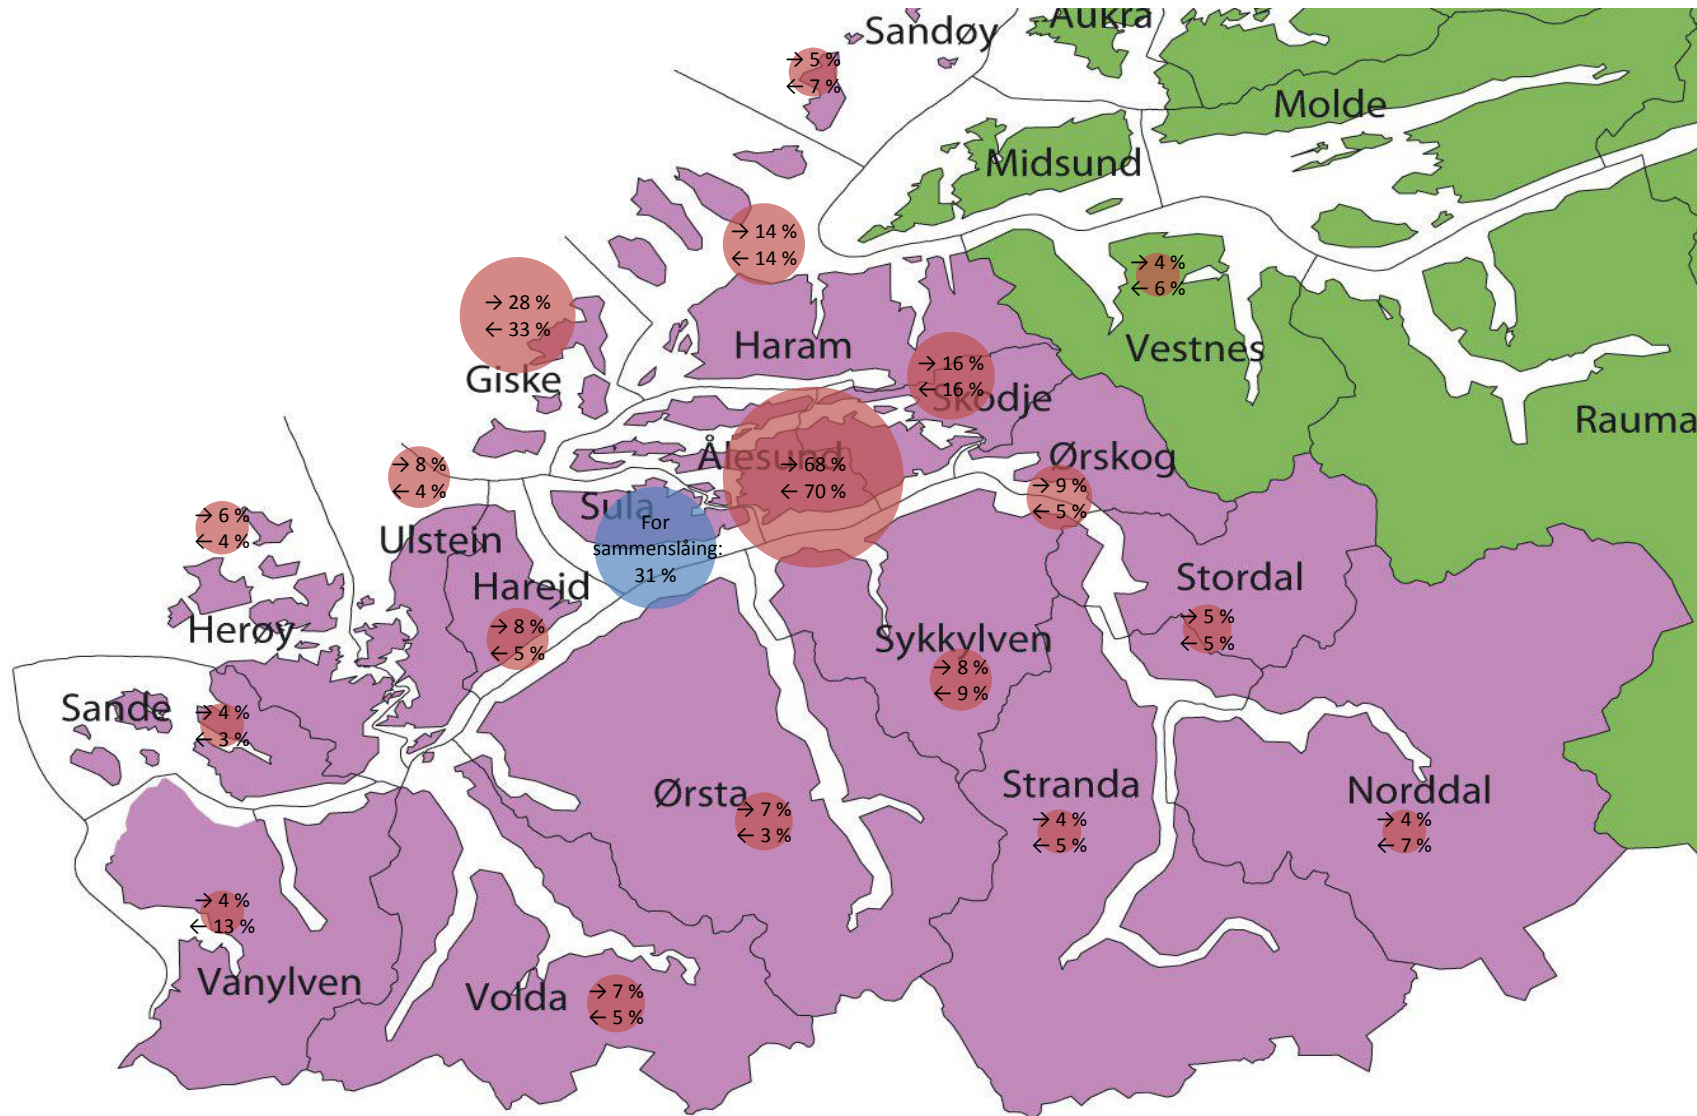 Sandøy
Aukra
→ 5 %
← 7 %
Molde
Midsund
→ 14 %
← 14 %
→ 4 %
← 6 %
Vestnes
→ 28 %
← 33 %
Giske
Haram
→ 16 %
← 16 %
Skodje
Rauma
Ålesund
→ 68 %
← 70 %
Ørskog
→ 9 %
← 5 %
→ 8 %
← 4 %
Ulstein
Sula
For
sammenslåing:
31 %
→ 6 %
← 4 %
Herøy
Hareid
→ 8 %
← 5 %
Stordal
→ 5 %
← 5 %
Sykkylven
→ 8 %
← 9 %
Sande
→ 4 %
← 3 %
Ørsta
→ 7 %
← 3 %
Stranda
→ 4 %
← 5 %
Norddal
→ 4 %
← 7 %
→ 4 %
← 13 %
Vanylven
Volda
→ 7 %
← 5 %